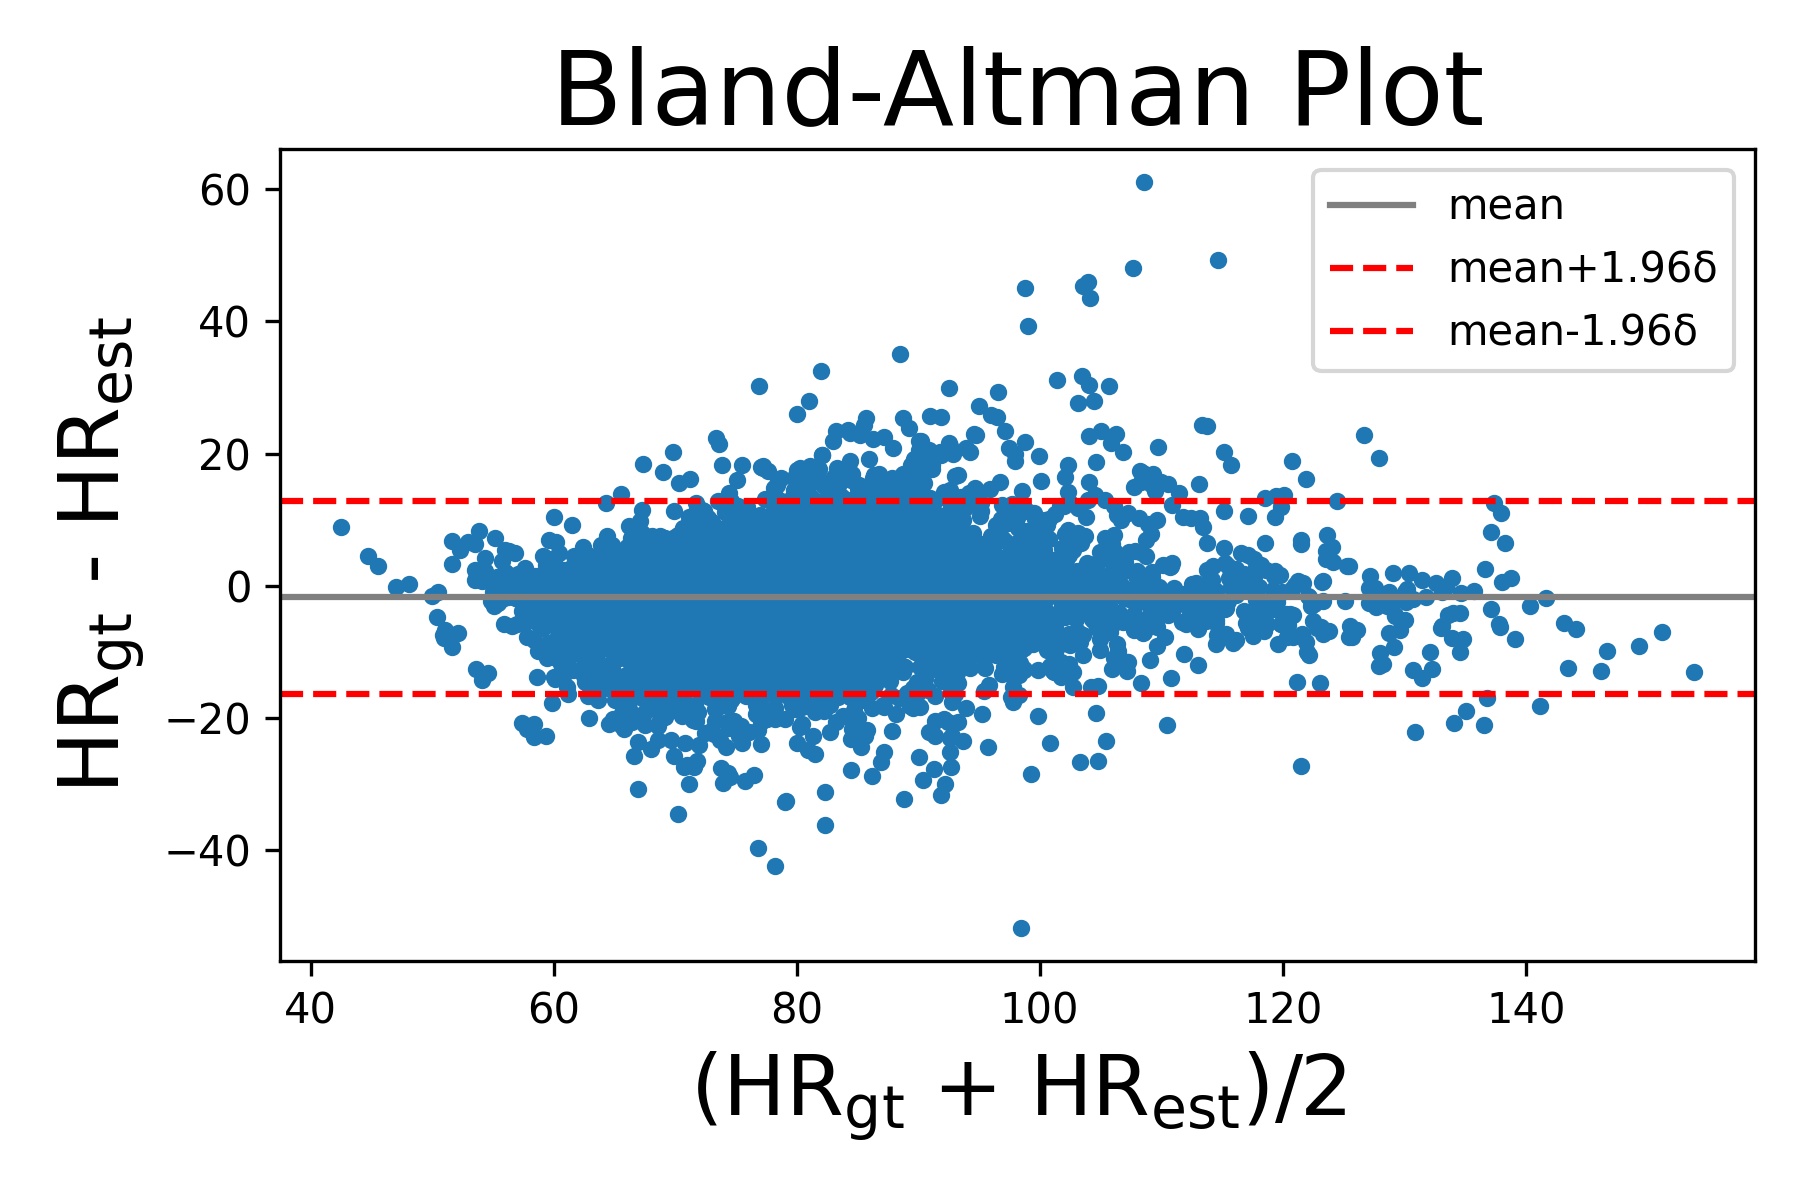 Bland-Altman Plot
mean
mean+1.96δ
mean-1.96δ
HRgt - HRest
60
40
20
0
−20
−40
40 60 80 100 120 140
(HRgt + HRest)/2